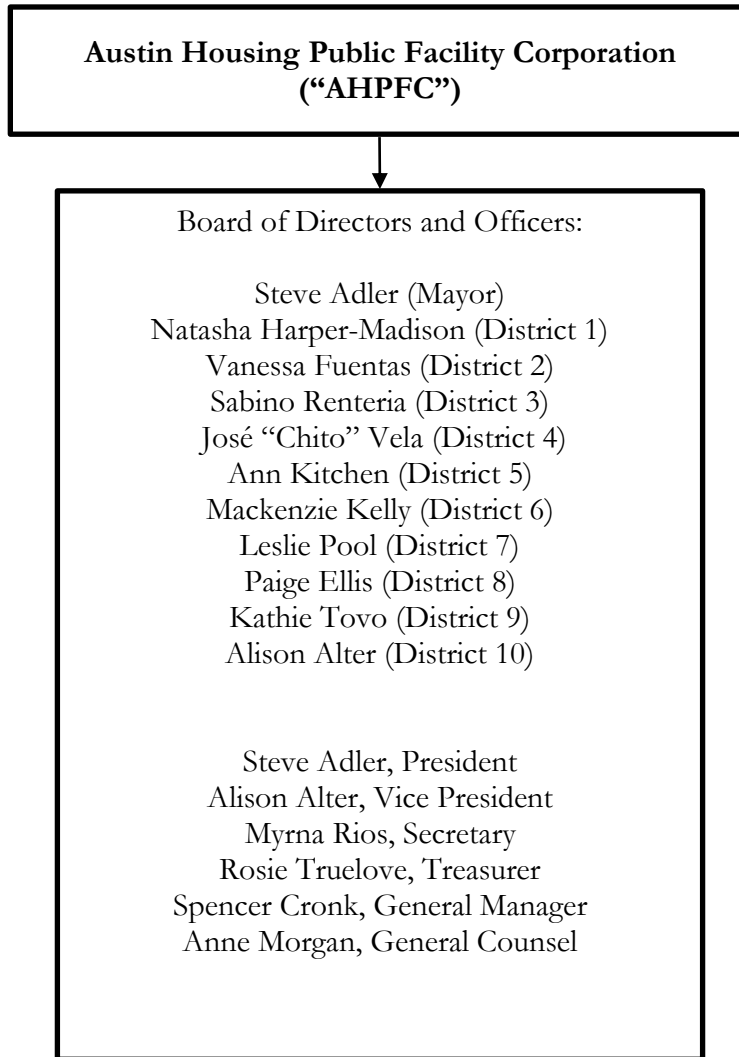 Austin Housing Public Facility Corporation
(“AHPFC”)
Board of Directors and Officers:
Steve Adler (Mayor)
Natasha Harper-Madison (District 1)
Vanessa Fuentas (District 2)
Sabino Renteria (District 3)
José “Chito” Vela (District 4)
Ann Kitchen (District 5)
Mackenzie Kelly (District 6)
Leslie Pool (District 7)
Paige Ellis (District 8)
Kathie Tovo (District 9)
Alison Alter (District 10)
Steve Adler, President
Alison Alter, Vice President
Myrna Rios, Secretary
Rosie Truelove, Treasurer
Spencer Cronk, General Manager
Anne Morgan, General Counsel